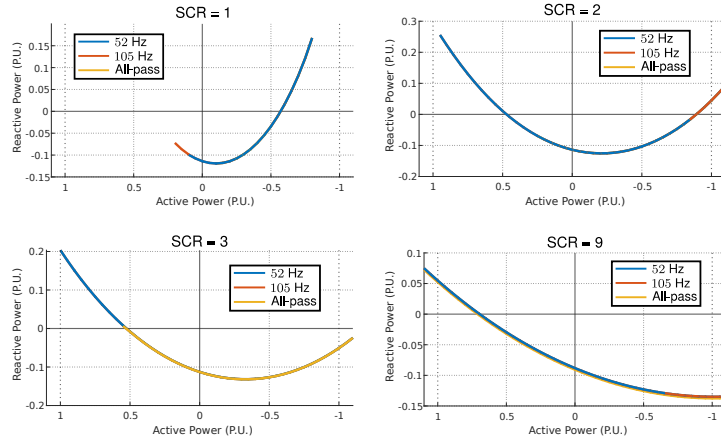 SCR = 1
Reactive Power (P.U.)
0.15
0.1
0.05
0
-0.05
-0.1
-0.15
52 Hz
105 Hz
All-pass
1 0.5 0 -0.5 -1
Active Power (P.U.)
SCR = 2
Reactive Power (P.U.)
0.3
0.2
0.1
0
-0.1
-0.2
52 Hz
105 Hz
All-pass
1 0.5 0 -0.5 -1
Active Power (P.U.)
SCR = 3
Reactive Power (P.U.)
0.2
0.1
0
-0.1
-0.2
52 Hz
105 Hz
All-pass
1 0.5 0 -0.5 -1
Active Power (P.U.)
SCR = 9
Reactive Power (P.U.)
0.1
0.05
0
-0.05
-0.1
-0.15
52 Hz
105 Hz
All-pass
1 0.5 0 -0.5 -1
Active Power (P.U.)